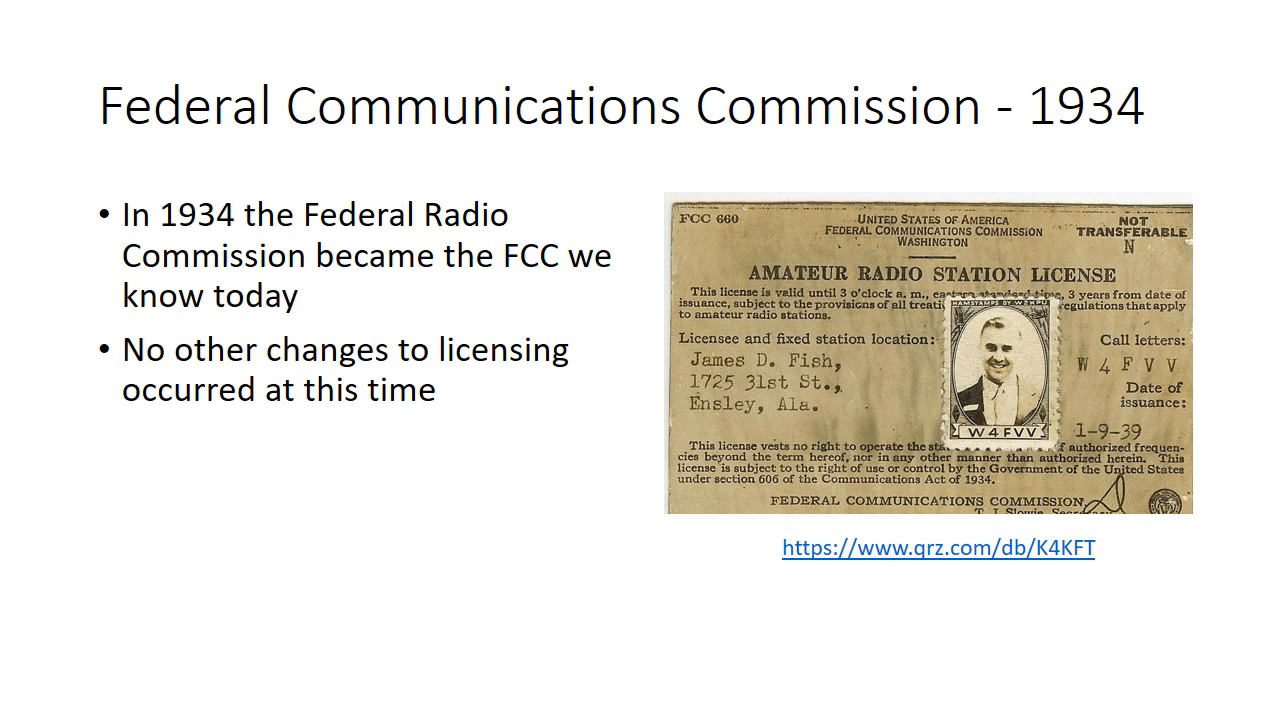 Federal Communications Commission - 1934
• In 1934 the Federal Radio
Commission became the FCC we
know today
• No other changes to licensing
occurred at this time
FCC 660
UNITED STATES OF AMERICA
FEDERAL COMMUNICATIONS COMMISSION
WASHINGTON
NOT
TRANSFERABLE
N
AMATEUR RADIO STATION LICENSE
This license is valid until 3 o'clock a. m., eastern standard time, 3 years from date of
issuance, subject to the provisions of all regulations that apply
to amateur radio stations.
HAMSTAMPS BY W2KPU
Licensee and fixed station location:
James D. Fish,
1725 31st St.,
Ensley, Ala.
W4FVV
Call letters:
W 4 F V V
Date of
issuance:
1-9-39
This license vests no right to operate the of authorized frequen-
cies beyond the term hereof, nor in any other manner than authorized herein. This
license is subject to the right of use or control by the Government of the United States
under section 606 of the Communications Act of 1934.
FEDERAL COMMUNICATIONS COMMISSION,
https://www.qrz.com/db/K4KFT